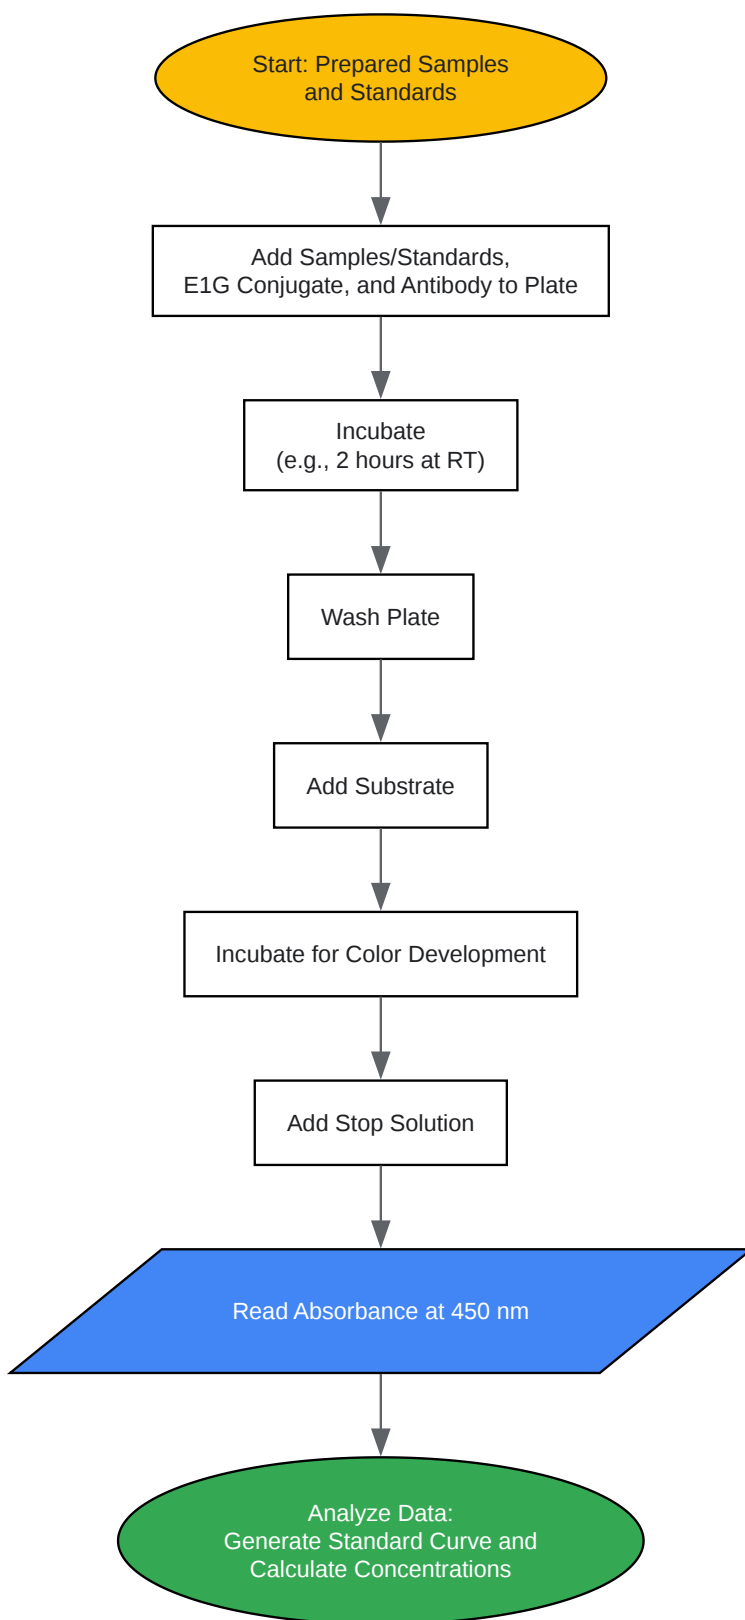 Start: Prepared Samples
and Standards
Add Samples/Standards,
E1G Conjugate, and Antibody to Plate
Incubate
(e.g., 2 hours at RT)
Wash Plate
Add Substrate
Incubate for Color Development
Add Stop Solution
Read Absorbance at 450 nm
Analyze Data:
Generate Standard Curve and
Calculate Concentrations